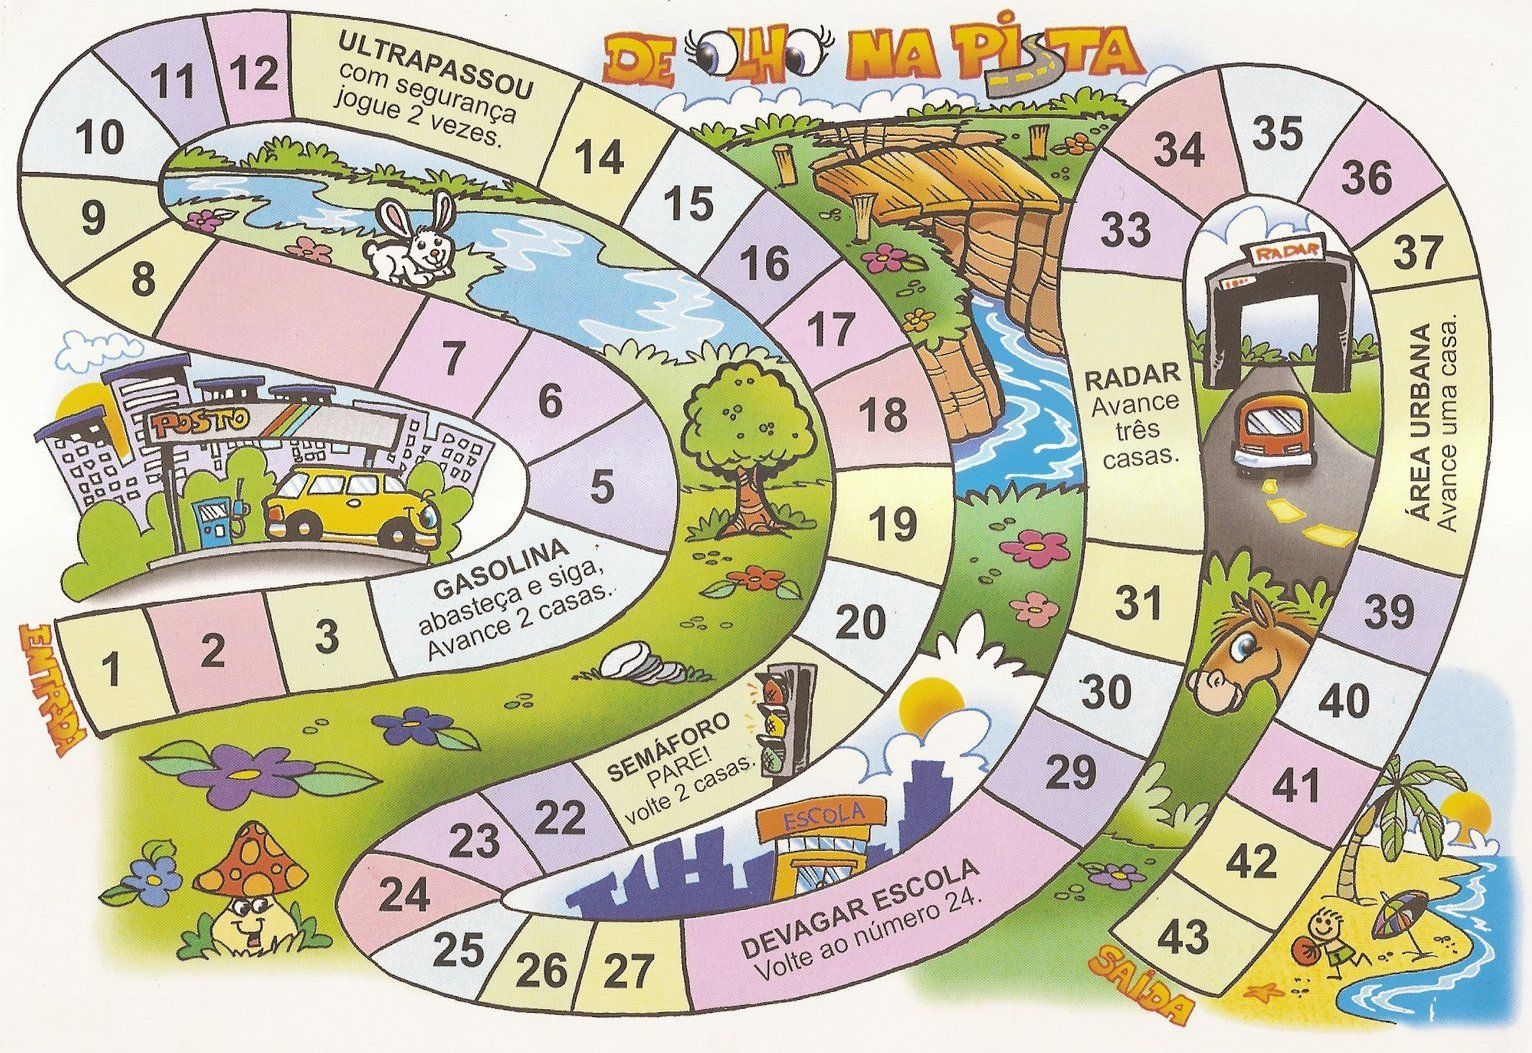 DE OLHO NA PISTA
ENTRADA
1
2
3
GASOLINA
abasteça e siga,
Avance 2 casas.
5
6
7
8
9
10
11
12
ULTRAPASSOU
com segurança
jogue 2 vezes.
14
15
16
17
18
19
20
SEMÁFORO
PARE!
volte 2 casas.
22
23
24
25
26
27
DEVAGAR ESCOLA
Volte ao número 24.
29
30
31
RADAR
Avance
três
casas.
33
34
35
36
37
ÁREA URBANA
Avance uma casa.
39
40
41
42
43
SAÍDA
POSTO
ESCOLA
RADAR